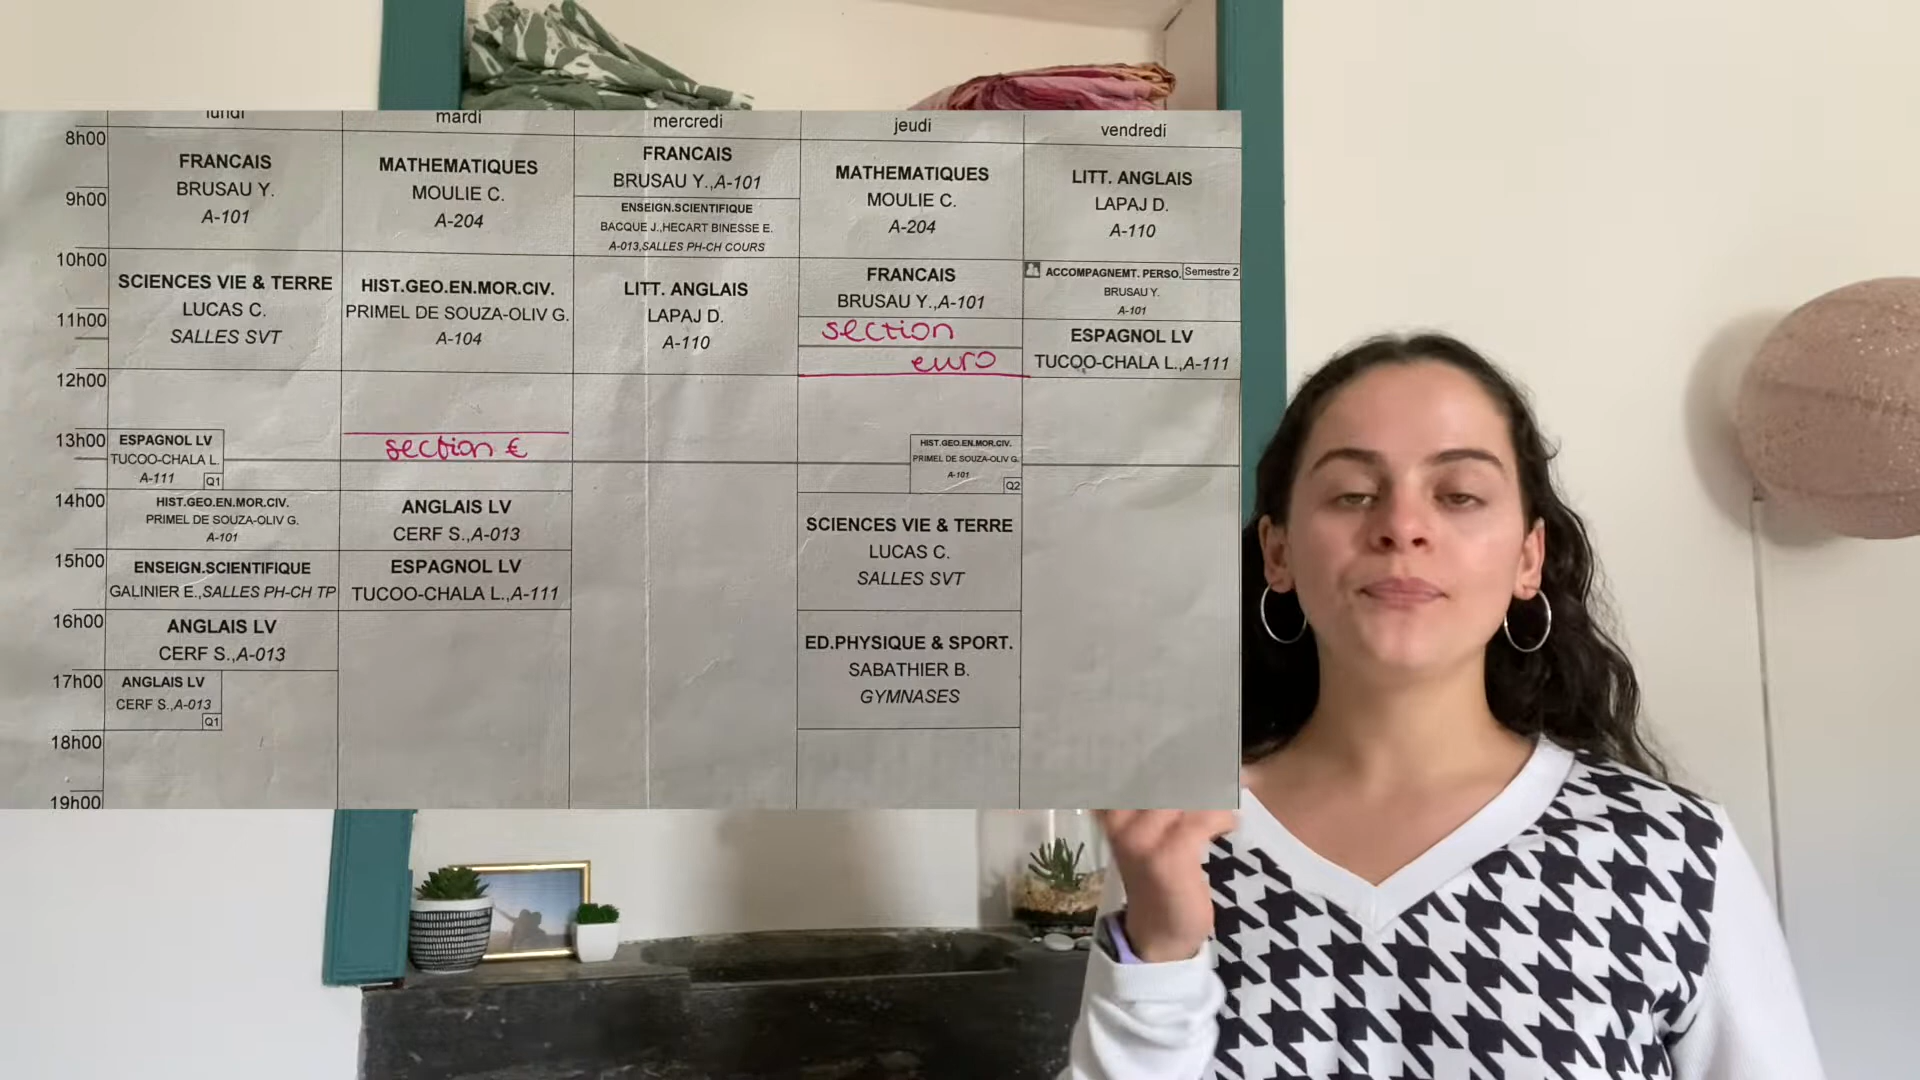 lundi mardi mercredi jeudi vendredi
8h00
9h00
10h00
11h00
12h00
13h00
14h00
15h00
16h00
17h00
18h00
19h00
FRANCAIS
BRUSAU Y.
A-101
SCIENCES VIE & TERRE
LUCAS C.
SALLES SVT
ESPAGNOL LV
TUCOO-CHALA L.
A-111
Q1
HIST.GEO.EN.MOR.CIV.
PRIMEL DE SOUZA-OLIV G.
A-101
ENSEIGN.SCIENTIFIQUE
GALINIER E.,SALLES PH-CH TP
ANGLAIS LV
CERF S.,A-013
ANGLAIS LV
CERF S.,A-013
Q1
MATHEMATIQUES
MOULIE C.
A-204
HIST.GEO.EN.MOR.CIV.
PRIMEL DE SOUZA-OLIV G.
A-104
section €
ANGLAIS LV
CERF S.,A-013
ESPAGNOL LV
TUCOO-CHALA L.,A-111
FRANCAIS
BRUSAU Y.,A-101
ENSEIGN.SCIENTIFIQUE
BACQUE J.,HECART BINESSE E.
A-013,SALLES PH-CH COURS
LITT. ANGLAIS
LAPAJ D.
A-110
MATHEMATIQUES
MOULIE C.
A-204
FRANCAIS
BRUSAU Y.,A-101
section
euro
HIST.GEO.EN.MOR.CIV.
PRIMEL DE SOUZA-OLIV G.
A-101
Q2
SCIENCES VIE & TERRE
LUCAS C.
SALLES SVT
ED.PHYSIQUE & SPORT.
SABATHIER B.
GYMNASES
LITT. ANGLAIS
LAPAJ D.
A-110
ACCOMPAGNEMT. PERSO. Semestre 2
BRUSAU Y.
A-101
ESPAGNOL LV
TUCOO-CHALA L.,A-111